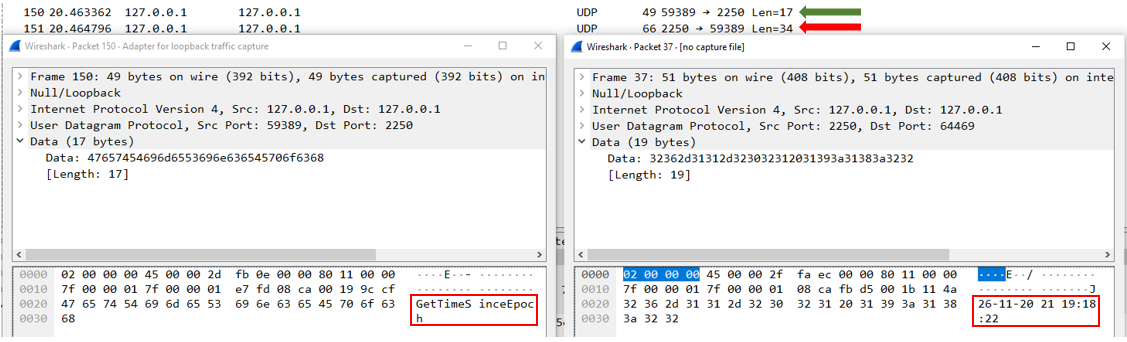 150 20.463362 127.0.0.1 127.0.0.1 UDP 49 59389 → 2250 Len=17
151 20.464796 127.0.0.1 127.0.0.1 UDP 66 2250 → 59389 Len=34
Wireshark · Packet 150 · Adapter for loopback traffic capture
Frame 150: 49 bytes on wire (392 bits), 49 bytes captured (392 bits) on in
Null/Loopback
Internet Protocol Version 4, Src: 127.0.0.1, Dst: 127.0.0.1
User Datagram Protocol, Src Port: 59389, Dst Port: 2250
Data (17 bytes)
Data: 47657454696d6553696e636545706f6368
[Length: 17]
0000 02 00 00 00 45 00 00 2d fb 0e 00 00 80 11 00 00 ····E··- ········
0010 7f 00 00 01 7f 00 00 01 e7 fd 08 ca 00 19 9c cf ········ ········
0020 47 65 74 54 69 6d 65 53 69 6e 63 65 45 70 6f 63 GetTimeS inceEpoc
0030 68 h
Wireshark · Packet 37 · [no capture file]
Frame 37: 51 bytes on wire (408 bits), 51 bytes captured (408 bits) on inte
Null/Loopback
Internet Protocol Version 4, Src: 127.0.0.1, Dst: 127.0.0.1
User Datagram Protocol, Src Port: 2250, Dst Port: 64469
Data (19 bytes)
Data: 32362d31312d323032312031393a31383a3232
[Length: 19]
0000 02 00 00 00 45 00 00 2f fa ec 00 00 80 11 00 00 ····E··/ ········
0010 7f 00 00 01 7f 00 00 01 08 ca fb d5 00 1b 11 4a ········ ·······J
0020 32 36 2d 31 31 2d 32 30 32 31 20 31 39 3a 31 38 26-11-20 21 19:18
0030 3a 32 32 :22